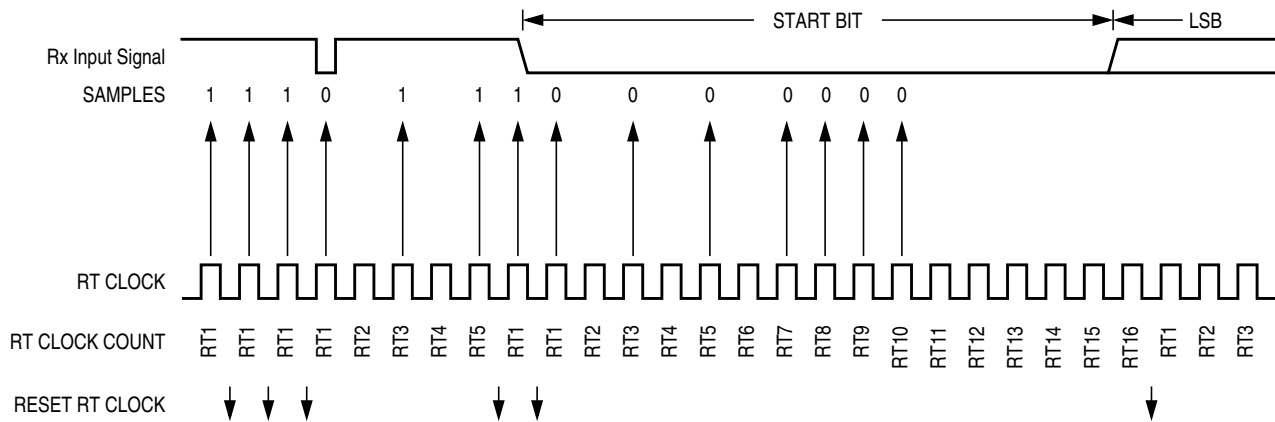 START BIT LSB
Rx Input Signal
SAMPLES 1 1 1 0 1 1 1 0 0 0 0 0 0 0
RT CLOCK
RT CLOCK COUNT RT1 RT1 RT1 RT1 RT2 RT3 RT4 RT5 RT1 RT1 RT2 RT3 RT4 RT5 RT6 RT7 RT8 RT9 RT10 RT11 RT12 RT13 RT14 RT15 RT16 RT1 RT2 RT3
RESET RT CLOCK